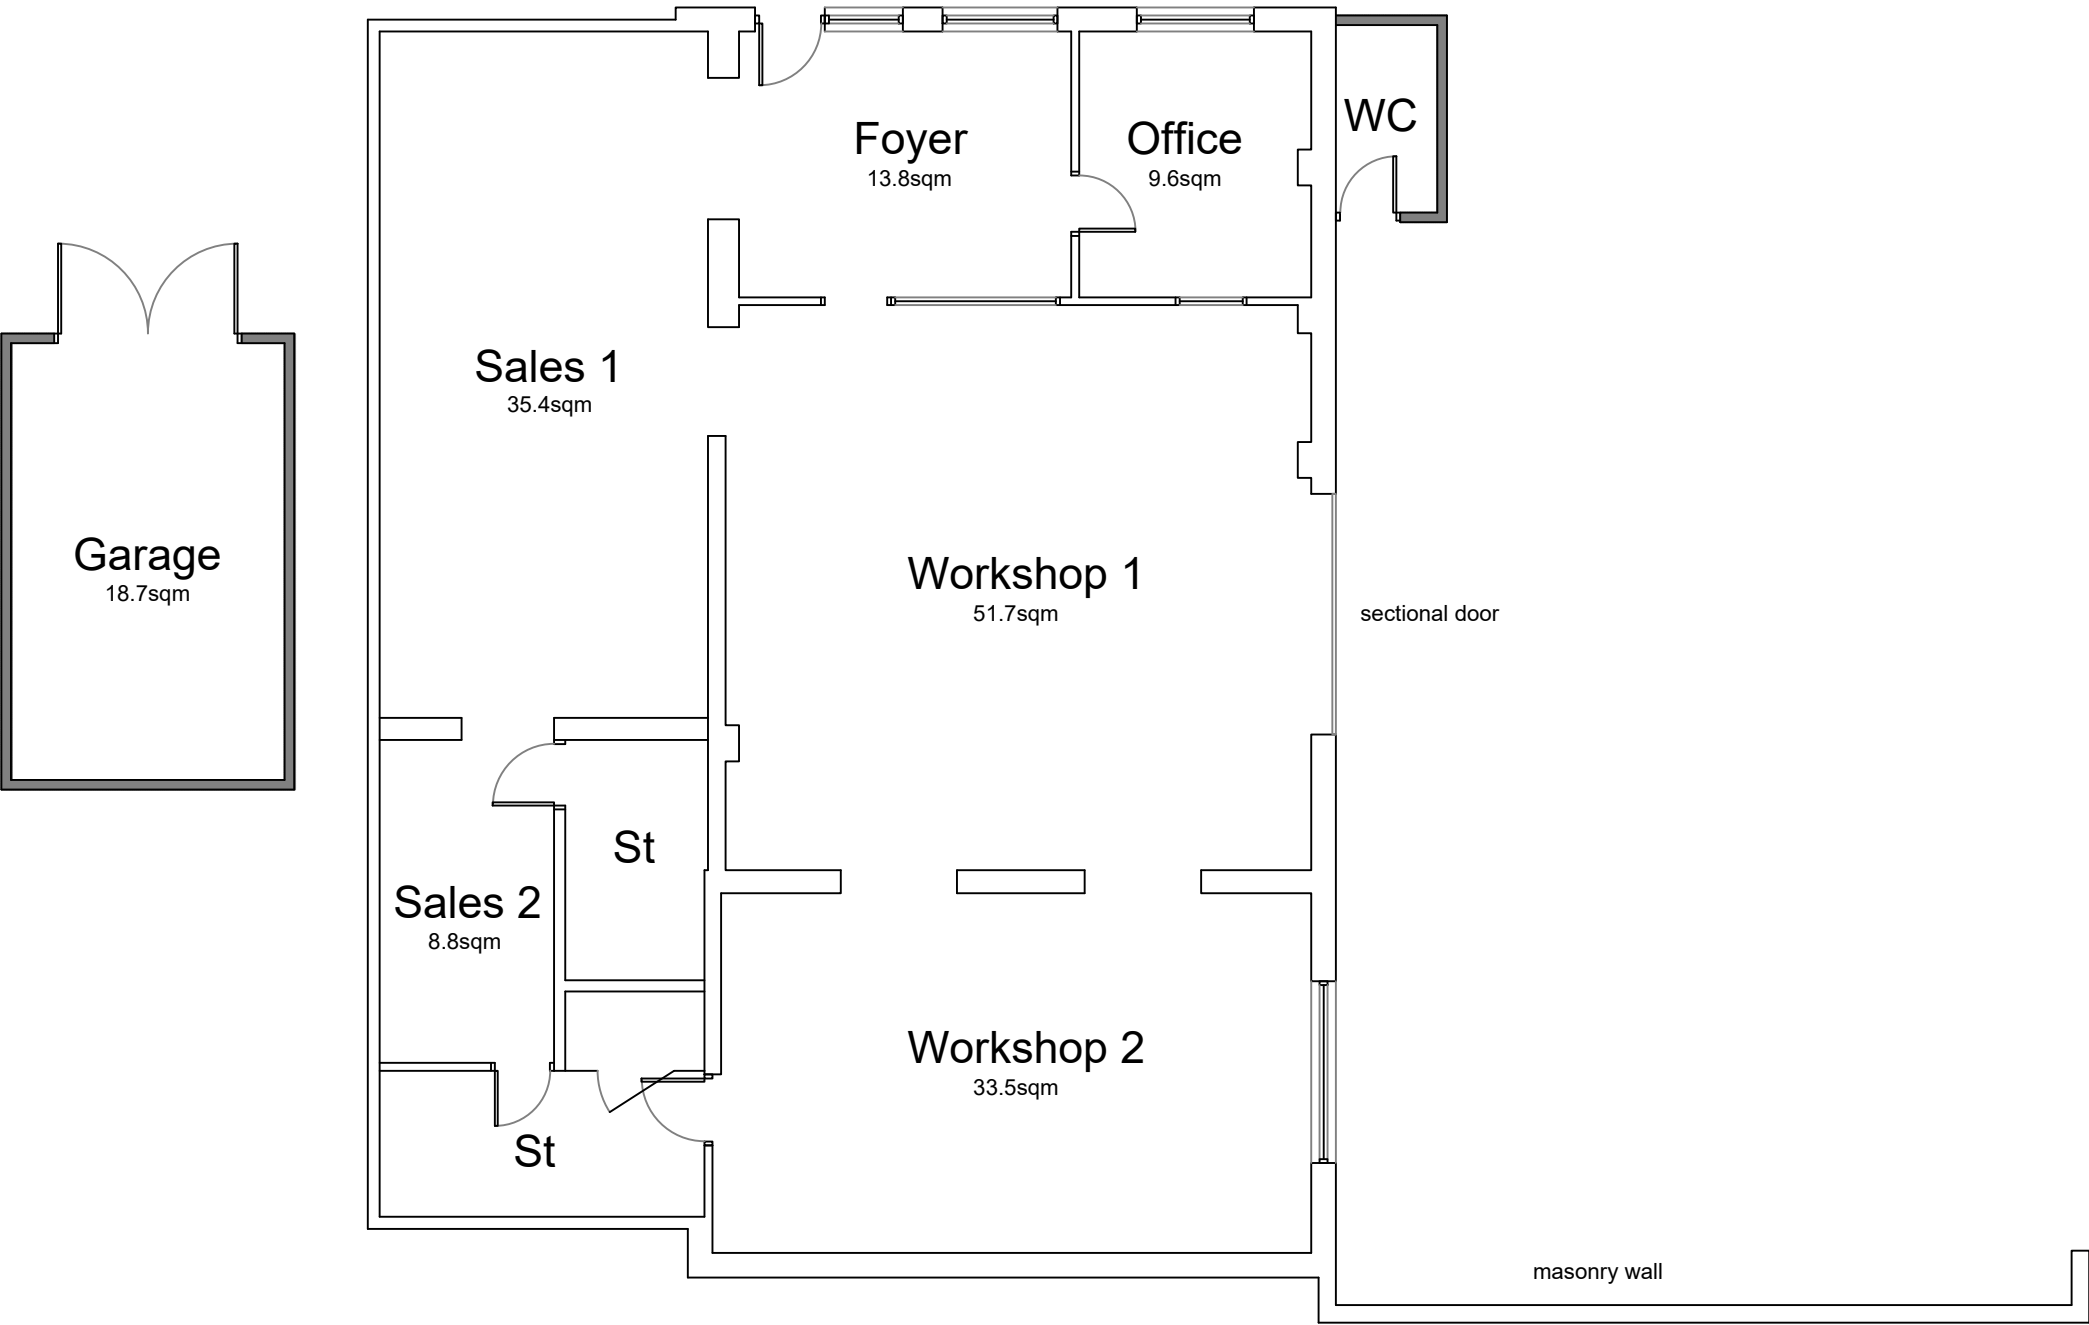 WC
Foyer
13.8sqm
Office
9.6sqm
Sales 1
35.4sqm
Garage
18.7sqm
Workshop 1
51.7sqm
sectional door
St
Sales 2
8.8sqm
Workshop 2
33.5sqm
St
masonry wall